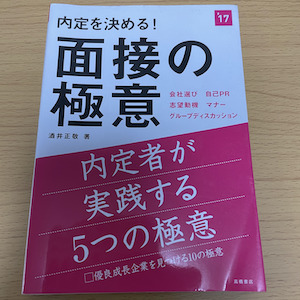 内定を決める!
'17
面接の
極意
会社選び 自己PR
志望動機 マナー
グループディスカッション
酒井正敬 著
内定者が
実践する
5つの極意
□優良成長企業を見つける10の極意
高橋書店